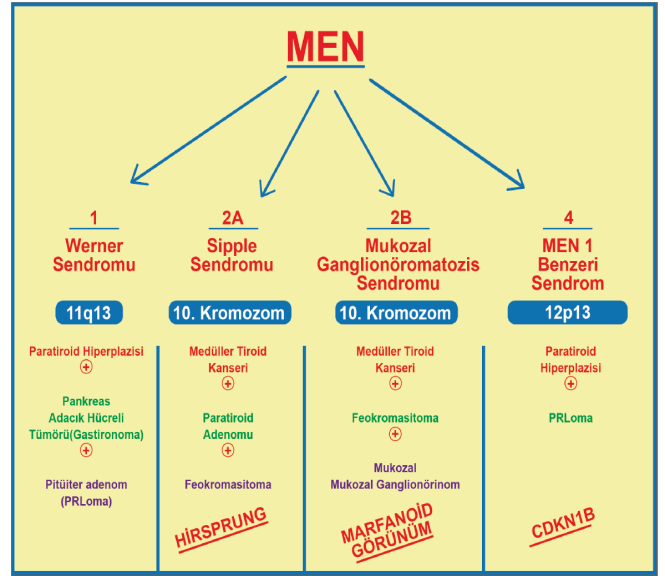 MEN
1
Werner
Sendromu
11q13
Paratiroid Hiperplazisi
+
Pankreas
Adacık Hücreli
Tümörü(Gastironoma)
+
Pitüiter adenom
(PRLoma)
2A
Sipple
Sendromu
10. Kromozom
Medüller Tiroid
Kanseri
+
Paratiroid
Adenomu
+
Feokromasitoma
HİRSPRUNG
2B
Mukozal
Ganglionöromatozis
Sendromu
10. Kromozom
Medüller Tiroid
Kanseri
+
Feokromasitoma
+
Mukozal
Mukozal Ganglionörinom
MARFANOİD
GÖRÜNÜM
4
MEN 1
Benzeri
Sendrom
12p13
Paratiroid
Hiperplazisi
+
PRLoma
CDKN1B